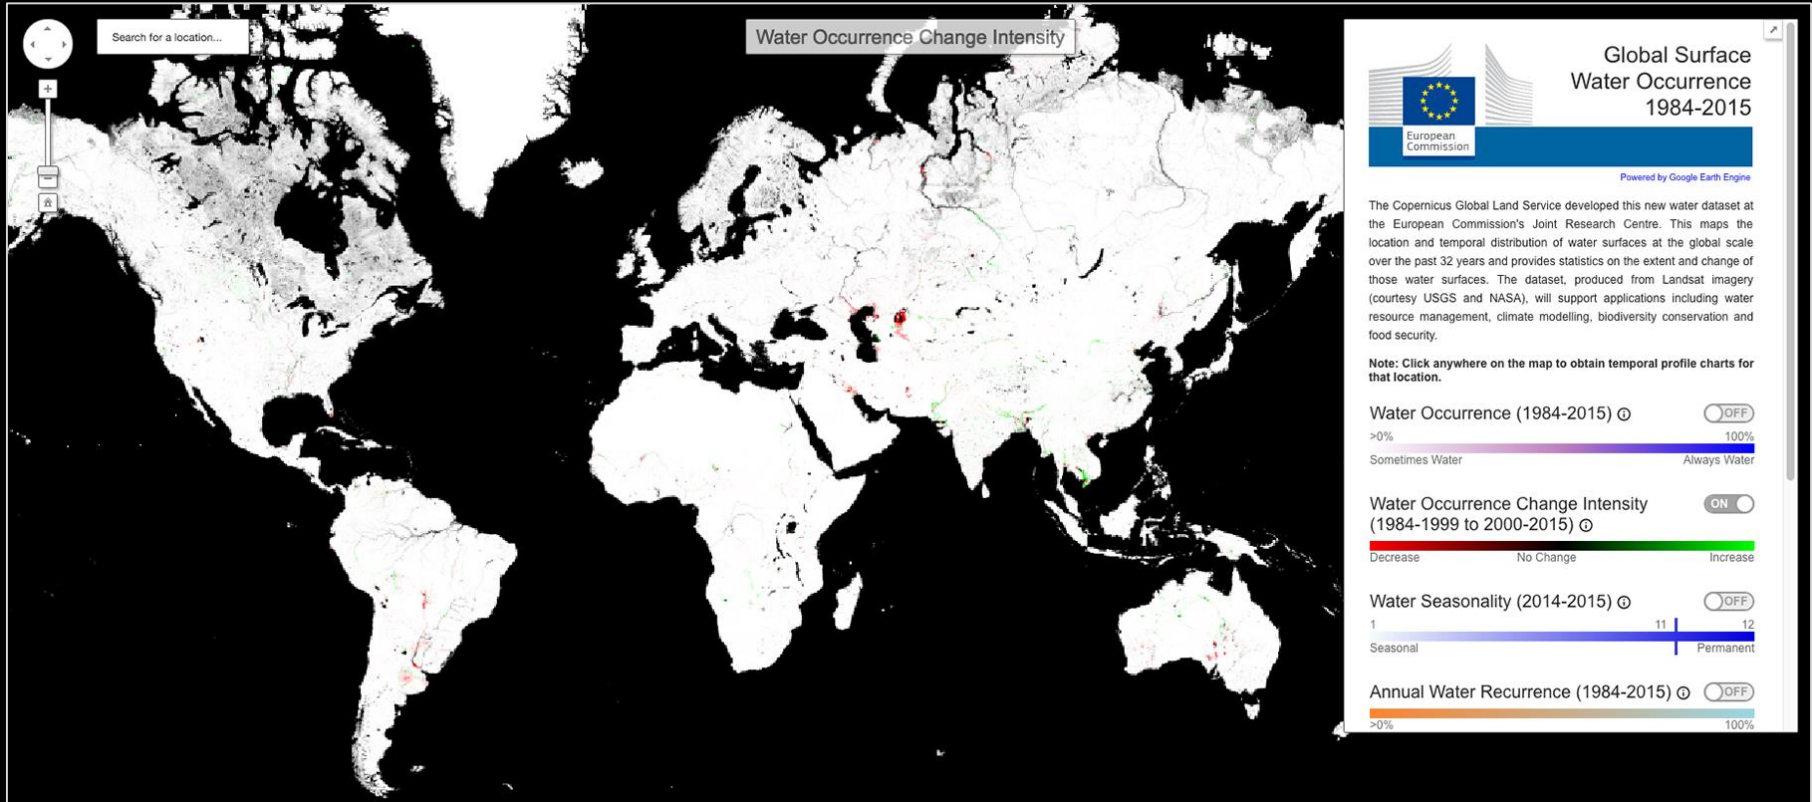 Search for a location...
Water Occurrence Change Intensity
Global Surface
Water Occurrence
1984-2015
European
Commission
Powered by Google Earth Engine
The Copernicus Global Land Service developed this new water dataset at
the European Commission's Joint Research Centre. This maps the
location and temporal distribution of water surfaces at the global scale
over the past 32 years and provides statistics on the extent and change of
those water surfaces. The dataset, produced from Landsat imagery
(courtesy USGS and NASA), will support applications including water
resource management, climate modelling, biodiversity conservation and
food security.
Note: Click anywhere on the map to obtain temporal profile charts for
that location.
Water Occurrence (1984-2015) OFF
>0% 100%
Sometimes Water Always Water
Water Occurrence Change Intensity ON
(1984-1999 to 2000-2015)
Decrease No Change Increase
Water Seasonality (2014-2015) OFF
1 11 12
Seasonal Permanent
Annual Water Recurrence (1984-2015) OFF
>0% 100%